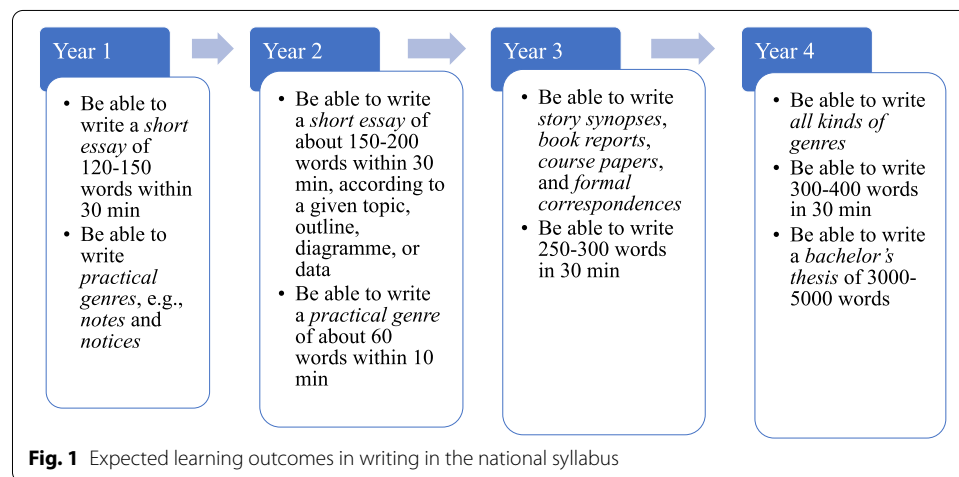 Year 1
• Be able to
write a short
essay of
120-150
words within
30 min
• Be able to
write
practical
genres, e.g.,
notes and
notices
Year 2
• Be able to write
a short essay of
about 150-200
words within 30
min, according to
a given topic,
outline,
diagramme, or
data
• Be able to write
a practical genre
of about 60
words within 10
min
Year 3
• Be able to write
story synopses,
book reports,
course papers,
and formal
correspondences
• Be able to write
250-300 words
in 30 min
Year 4
• Be able to write
all kinds of
genres
• Be able to write
300-400 words
in 30 min
• Be able to write
a bachelor's
thesis of 3000-
5000 words
Fig. 1 Expected learning outcomes in writing in the national syllabus